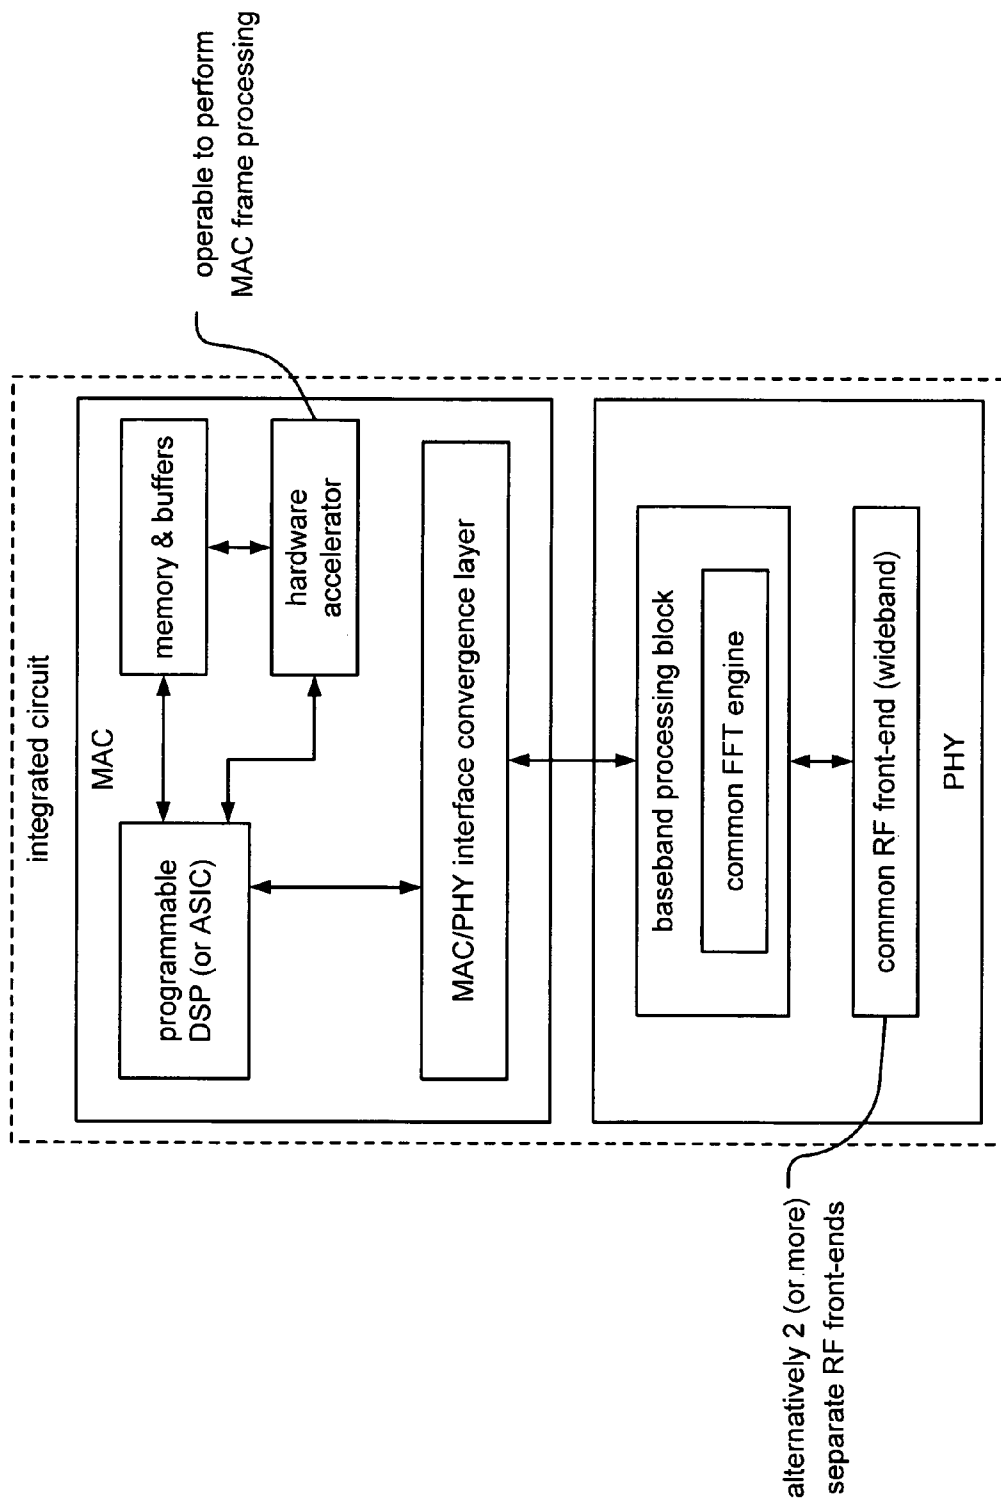 integrated circuit
MAC
programmable
DSP (or ASIC)
memory & buffers
hardware
accelerator
operable to perform
MAC frame processing
MAC/PHY interface convergence layer
baseband processing block
common FFT engine
common RF front-end (wideband)
PHY
alternatively 2 (or more)
separate RF front-ends